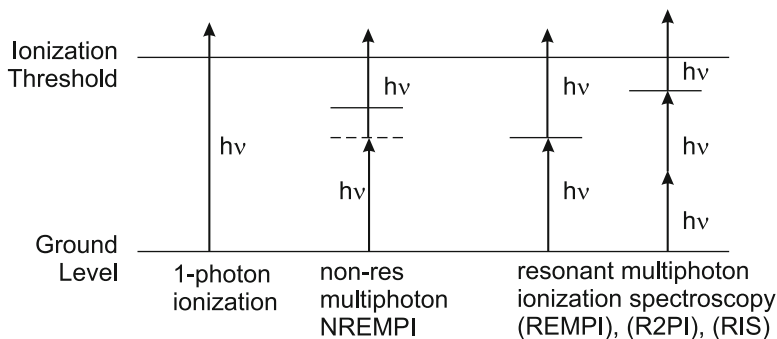 Ionization
Threshold
hν
hν
hν
hν
hν
hν
hν
hν
Ground
Level
1-photon
ionization
non-res
multiphoton
NREMPI
resonant multiphoton
ionization spectroscopy
(REMPI), (R2PI), (RIS)